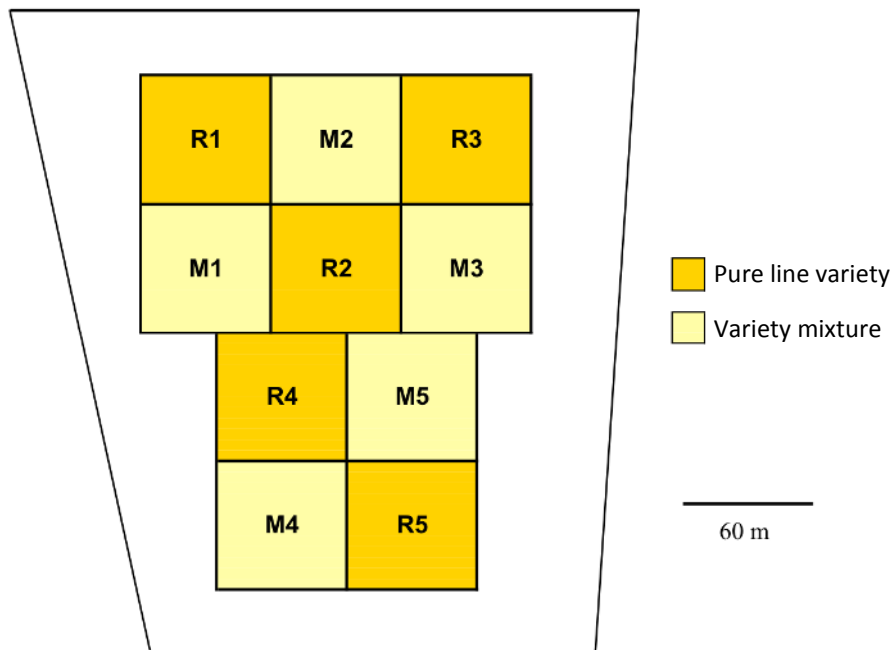 R1 M2 R3
M1 R2 M3
R4 M5
M4 R5
Pure line variety
Variety mixture
60 m